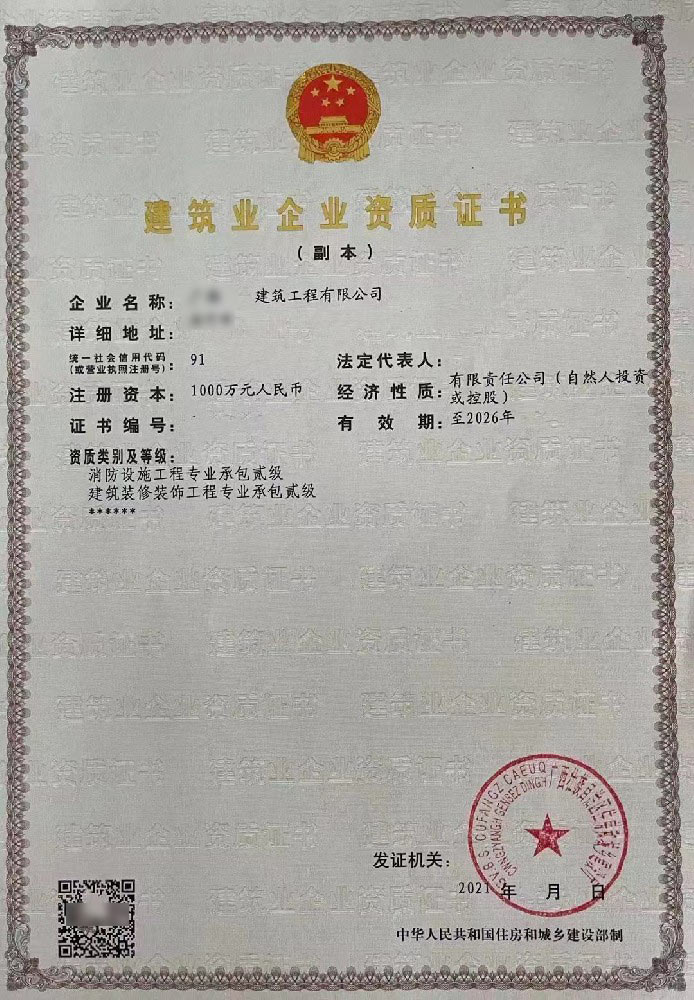 建筑业企业资质证书
（副本）
企业名称： 建筑工程有限公司
详细地址：
统一社会信用代码
(或营业执照注册号)： 91
法定代表人：
注册资本： 1000万元人民币
经济性质： 有限责任公司（自然人投资
或控股）
证书编号：
有效期： 至2026年
资质类别及等级：
消防设施工程专业承包贰级
建筑装修装饰工程专业承包贰级
******
发证机关：
2021 年 月 日
中华人民共和国住房和城乡建设部制